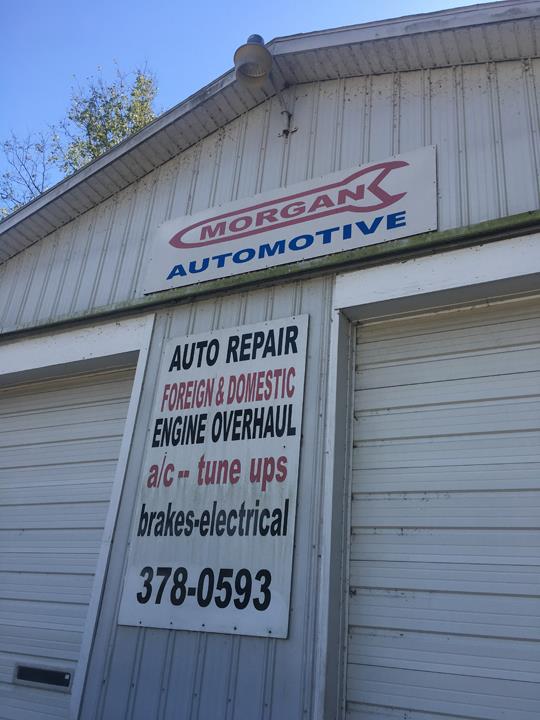 MORGAN
AUTOMOTIVE
AUTO REPAIR
FOREIGN & DOMESTIC
ENGINE OVERHAUL
a/c -- tune ups
brakes-electrical
378-0593